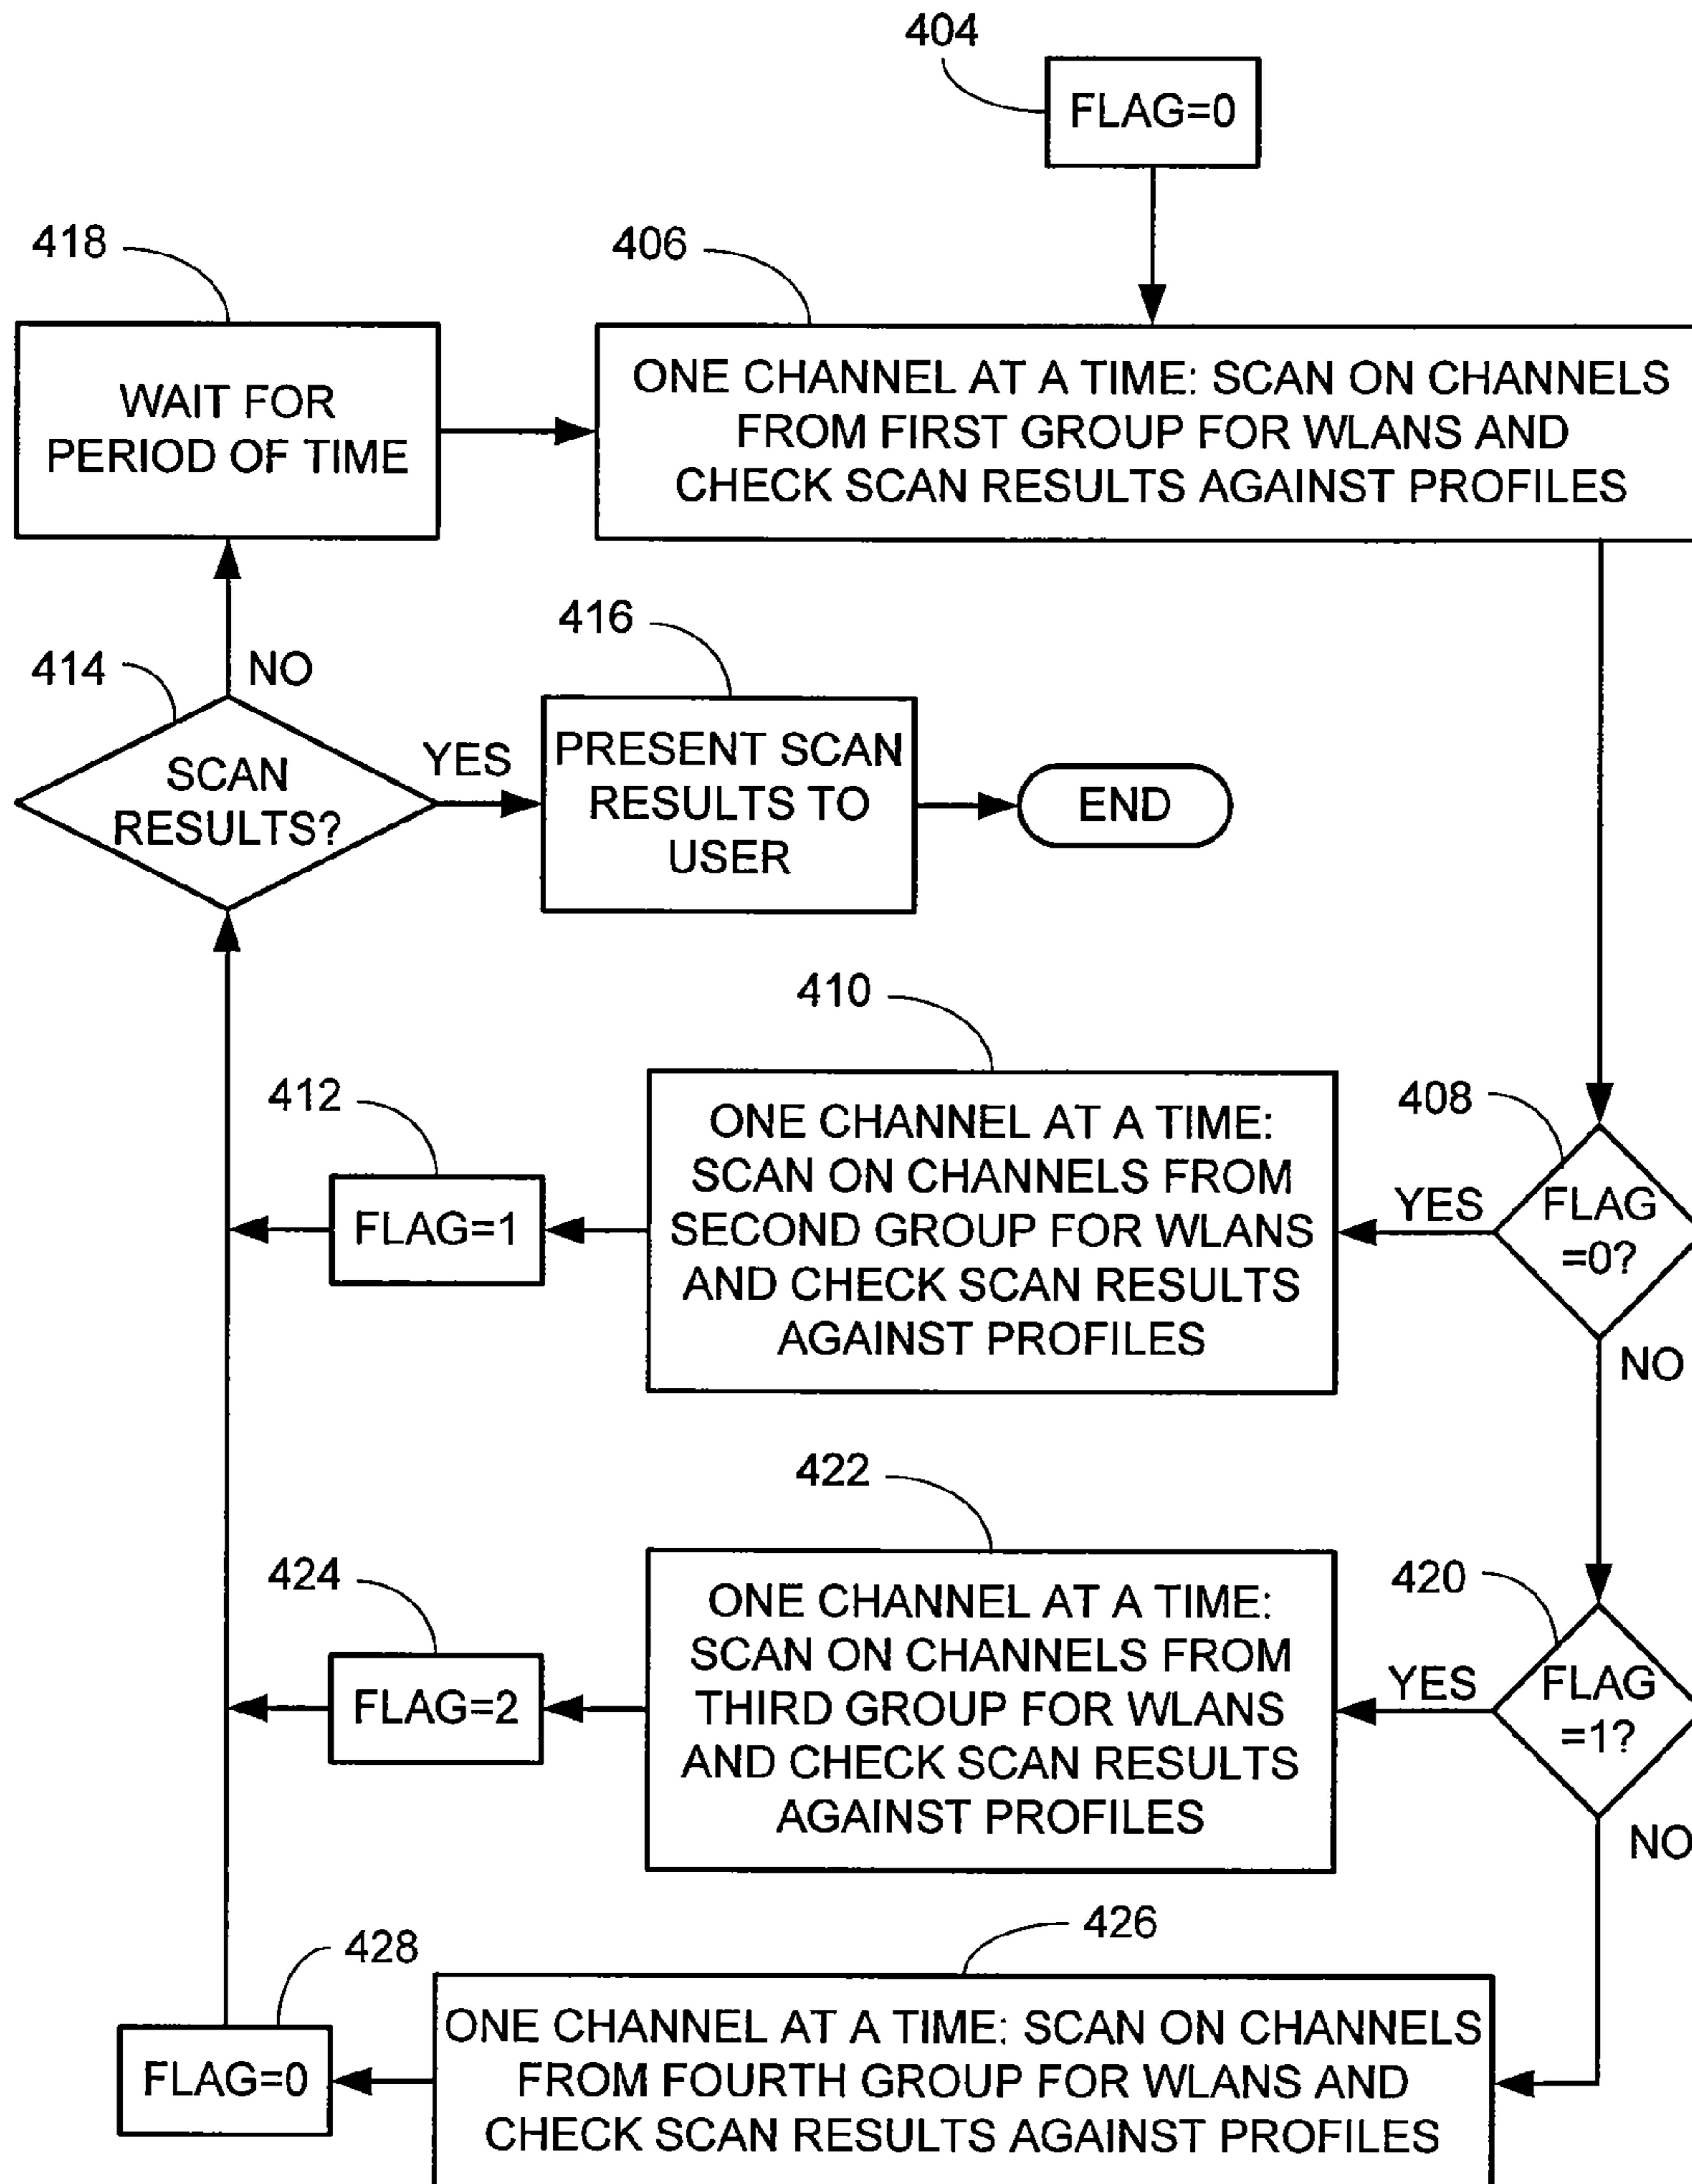 404
FLAG=0
418
406
WAIT FOR
PERIOD OF TIME
ONE CHANNEL AT A TIME: SCAN ON CHANNELS
FROM FIRST GROUP FOR WLANS AND
CHECK SCAN RESULTS AGAINST PROFILES
414
NO
416
SCAN
RESULTS?
YES
PRESENT SCAN
RESULTS TO
USER
END
410
412
408
ONE CHANNEL AT A TIME:
SCAN ON CHANNELS FROM
SECOND GROUP FOR WLANS
AND CHECK SCAN RESULTS
AGAINST PROFILES
FLAG=1
YES
FLAG
=0?
NO
422
424
420
ONE CHANNEL AT A TIME:
SCAN ON CHANNELS FROM
THIRD GROUP FOR WLANS
AND CHECK SCAN RESULTS
AGAINST PROFILES
FLAG=2
YES
FLAG
=1?
NO
428
426
FLAG=0
ONE CHANNEL AT A TIME: SCAN ON CHANNELS
FROM FOURTH GROUP FOR WLANS AND
CHECK SCAN RESULTS AGAINST PROFILES